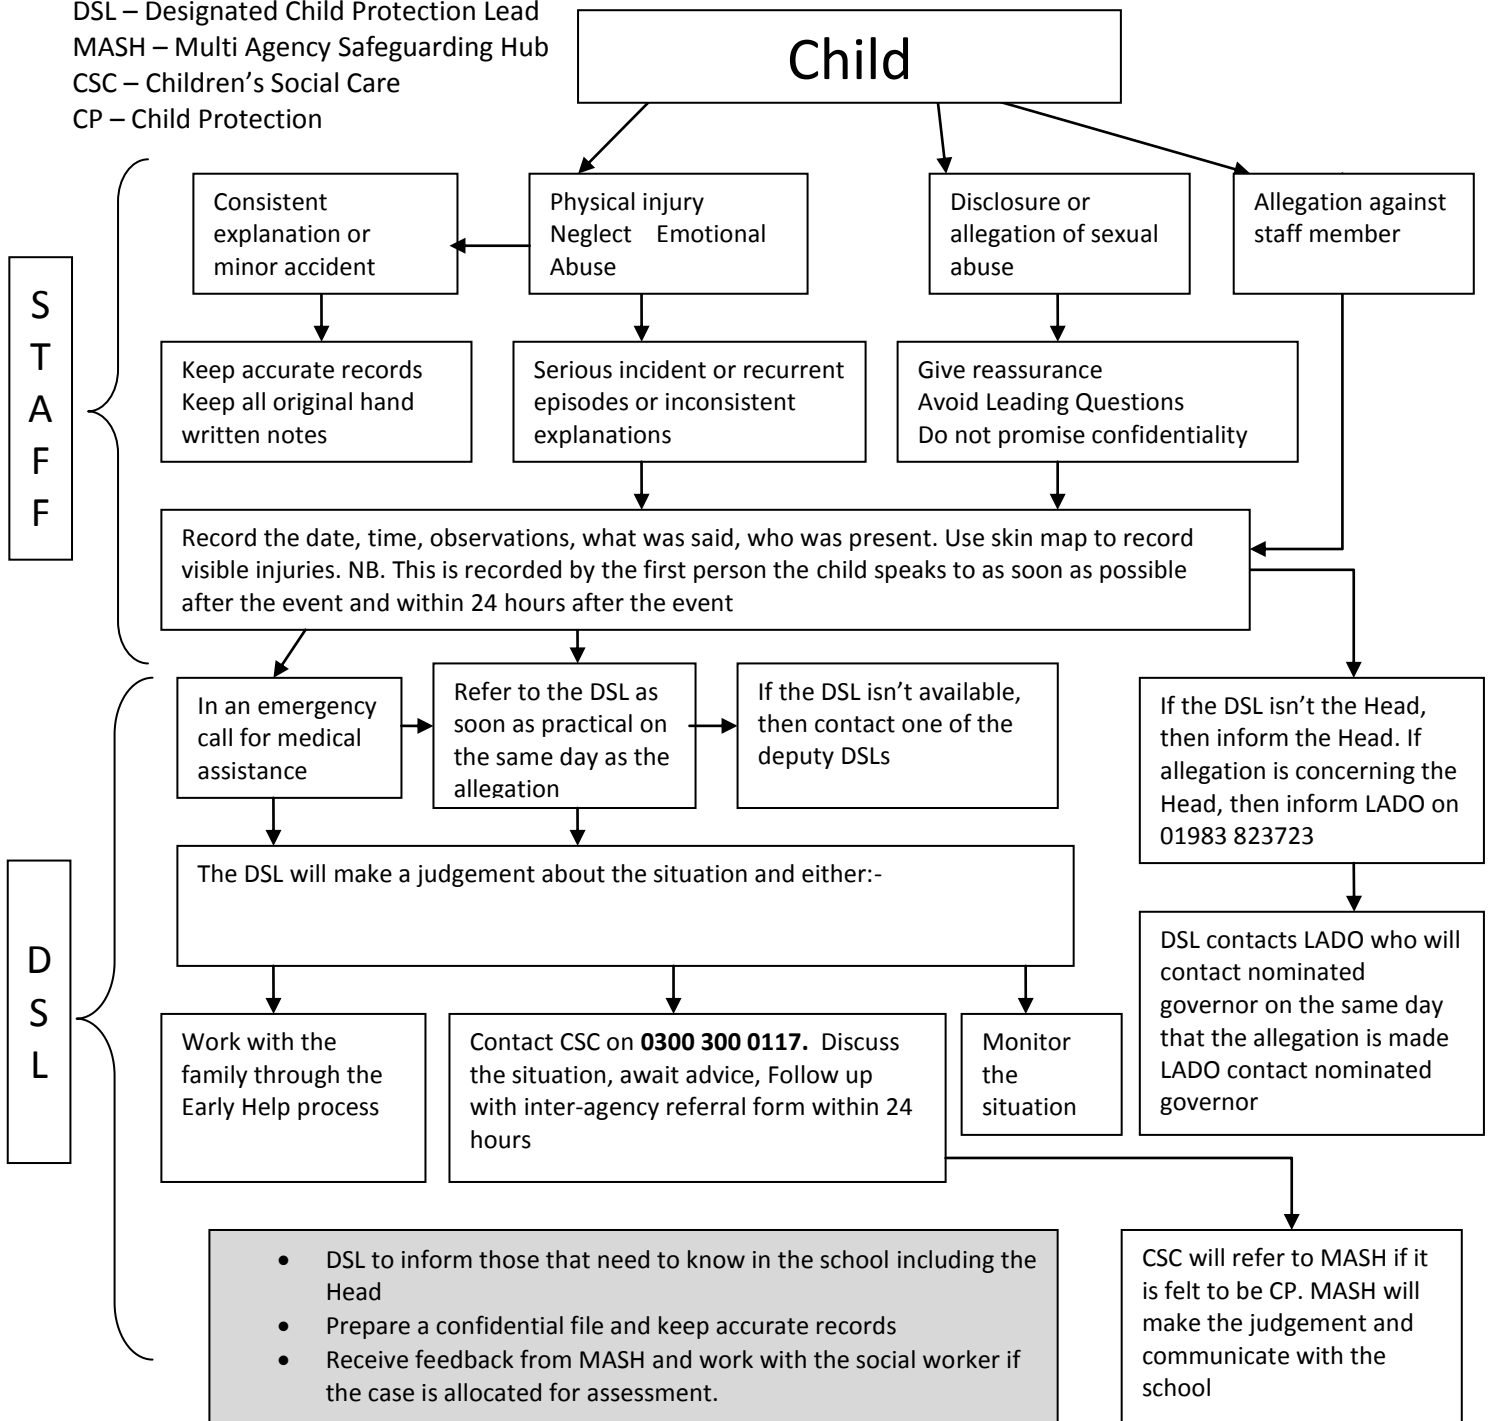 DSL – Designated Child Protection Lead
MASH – Multi Agency Safeguarding Hub
CSC – Children's Social Care
CP – Child Protection
Child
Consistent
explanation or
minor accident
Physical injury
Neglect Emotional
Abuse
Disclosure or
allegation of sexual
abuse
Allegation against
staff member
S
T
A
F
F
Keep accurate records
Keep all original hand
written notes
Serious incident or recurrent
episodes or inconsistent
explanations
Give reassurance
Avoid Leading Questions
Do not promise confidentiality
Record the date, time, observations, what was said, who was present. Use skin map to record
visible injuries. NB. This is recorded by the first person the child speaks to as soon as possible
after the event and within 24 hours after the event
In an emergency
call for medical
assistance
Refer to the DSL as
soon as practical on
the same day as the
allegation
If the DSL isn't available,
then contact one of the
deputy DSLs
If the DSL isn't the Head,
then inform the Head. If
allegation is concerning the
Head, then inform LADO on
01983 823723
The DSL will make a judgement about the situation and either:-
D
S
L
DSL contacts LADO who will
contact nominated
governor on the same day
that the allegation is made
LADO contact nominated
governor
Work with the
family through the
Early Help process
Contact CSC on 0300 300 0117. Discuss
the situation, await advice, Follow up
with inter-agency referral form within 24
hours
Monitor
the
situation
• DSL to inform those that need to know in the school including the
Head
• Prepare a confidential file and keep accurate records
• Receive feedback from MASH and work with the social worker if
the case is allocated for assessment.
CSC will refer to MASH if it
is felt to be CP. MASH will
make the judgement and
communicate with the
school